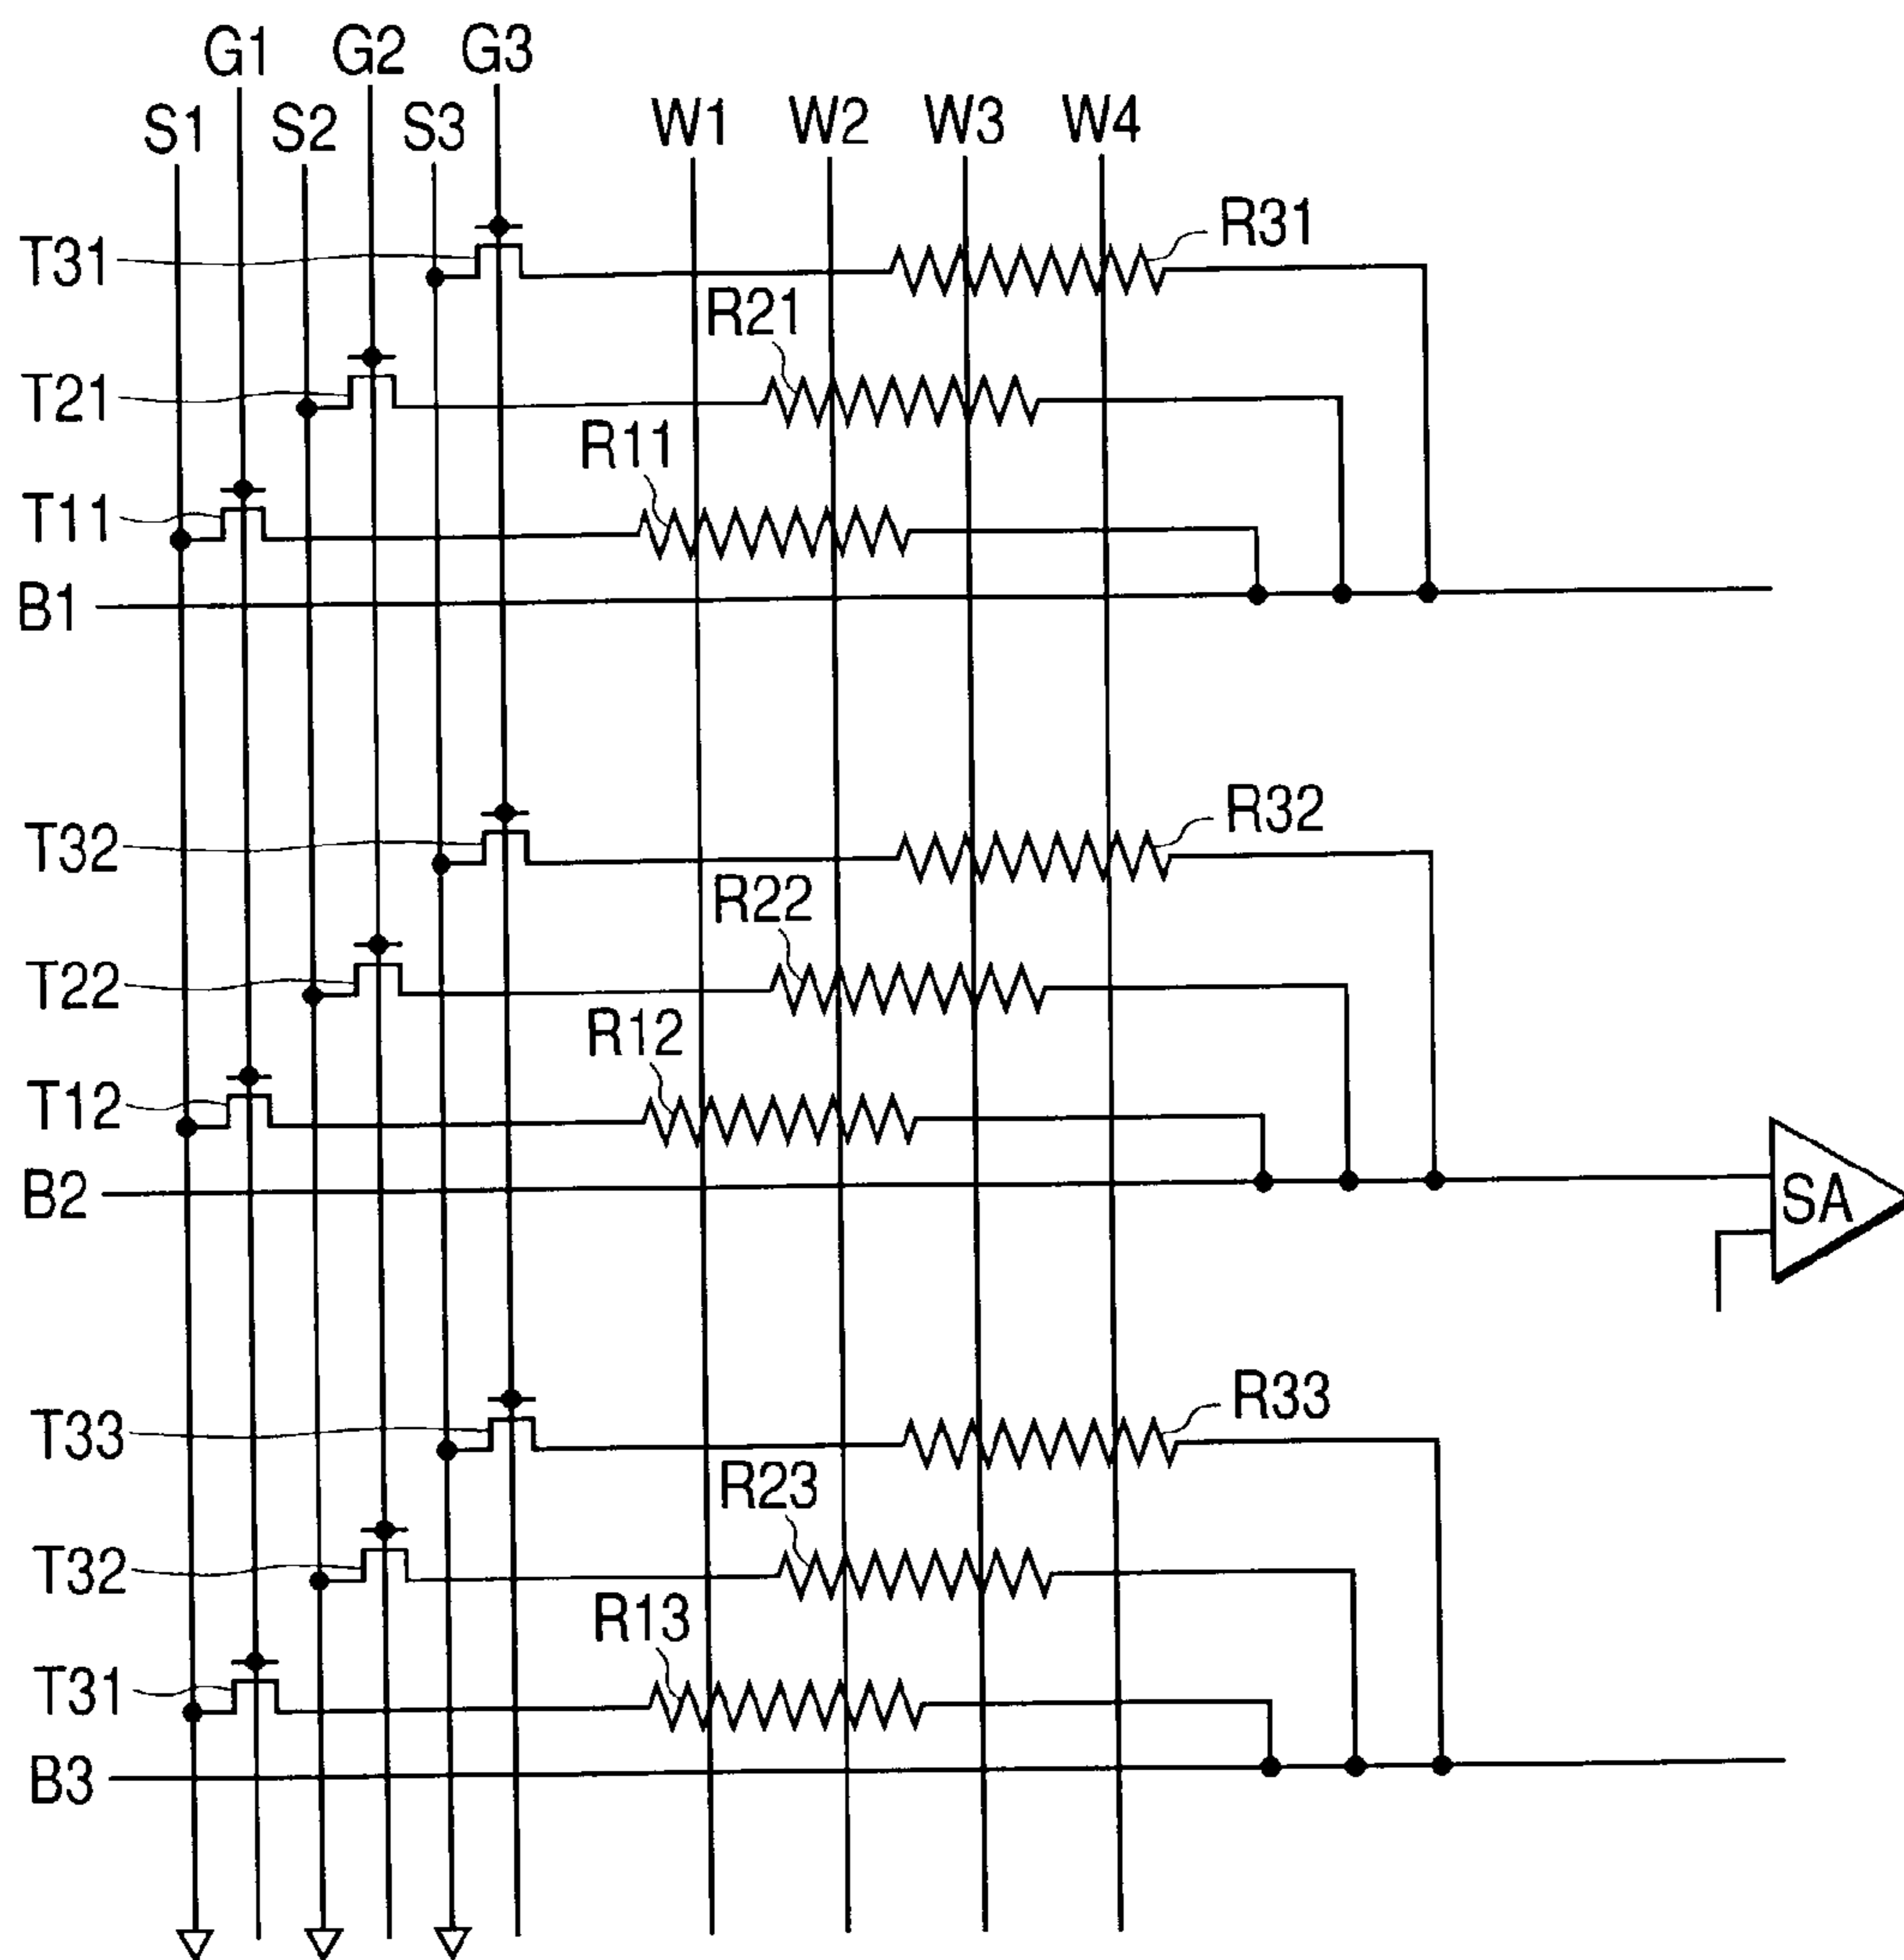 G1 G2 G3
S1 S2 S3 W1 W2 W3 W4
R31
T31
R21
T21
R11
T11
B1
R32
T32
R22
T22
R12
T12
B2
SA
R33
T33
R23
T32
R13
T31
B3